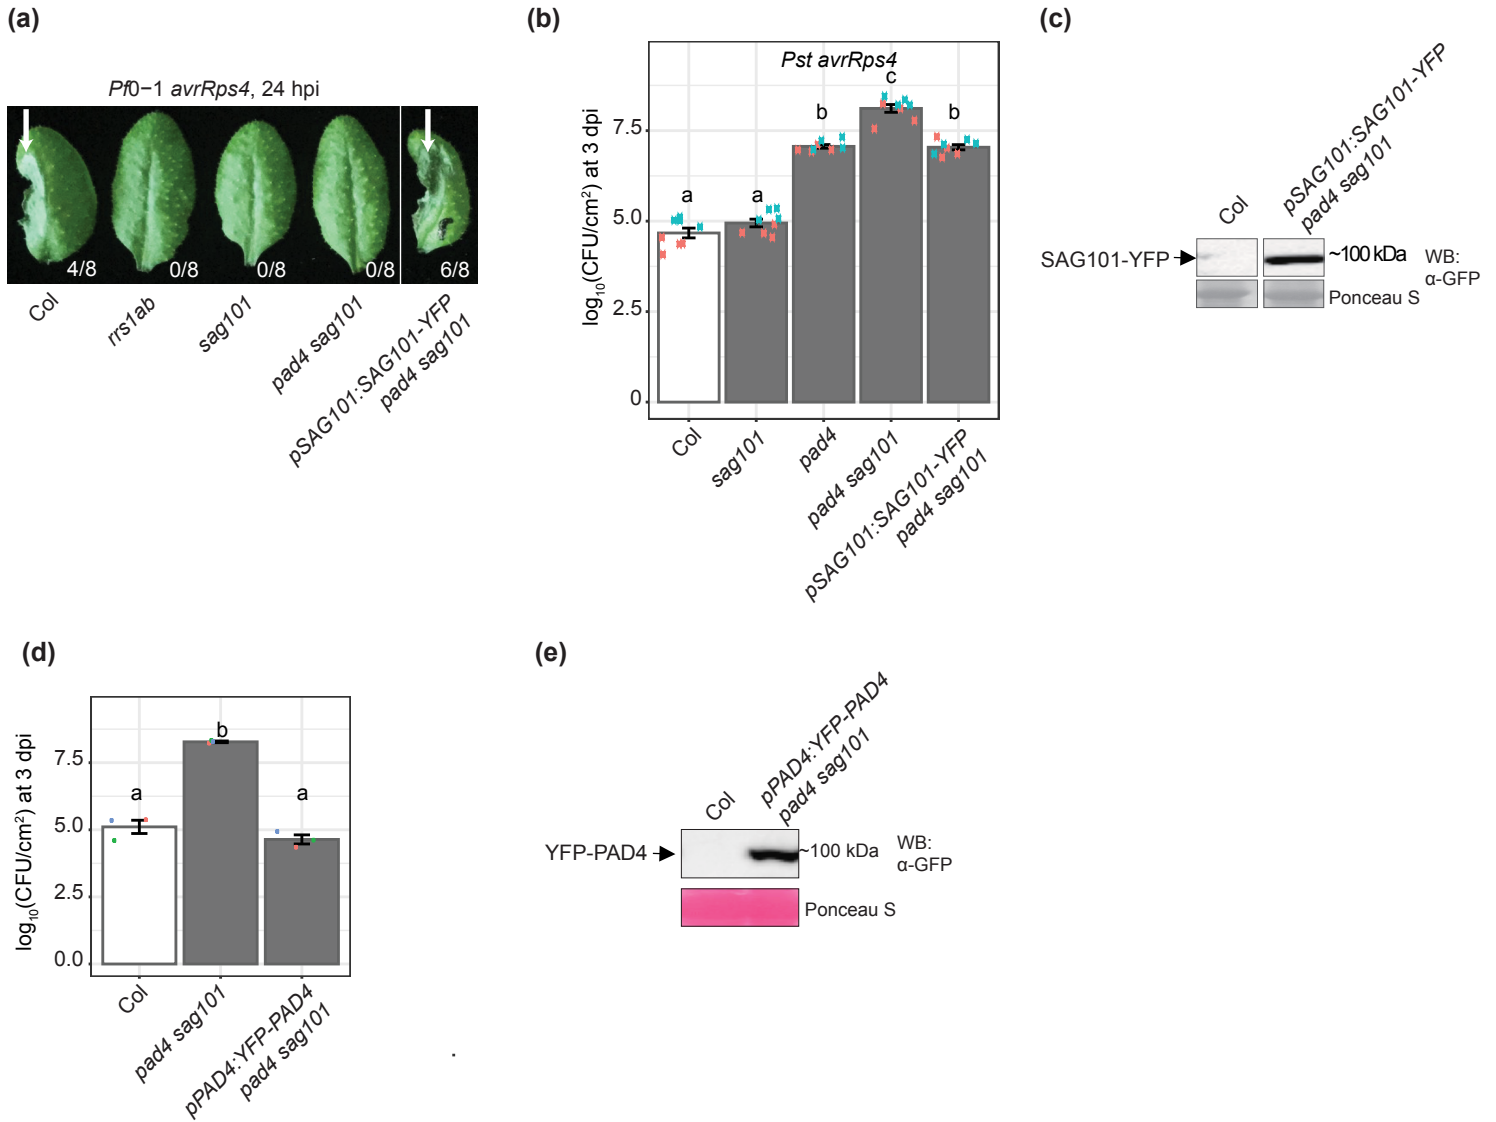 (a)
Pf0−1 avrRps4, 24 hpi
4/8
0/8
0/8
0/8
6/8
Col
rrs1ab
sag101
pad4 sag101
pSAG101:SAG101-YFP
pad4 sag101
(b)
Pst avrRps4
log₁₀(CFU/cm²) at 3 dpi
7.5
5.0
2.5
0
a
a
b
c
b
Col
sag101
pad4
pad4 sag101
pSAG101:SAG101-YFP
pad4 sag101
(c)
Col
pSAG101:SAG101-YFP
pad4 sag101
SAG101-YFP
~100 kDa
WB:
α-GFP
Ponceau S
(d)
log₁₀(CFU/cm²) at 3 dpi
7.5
5.0
2.5
0.0
a
b
a
Col
pad4 sag101
pPAD4:YFP-PAD4
pad4 sag101
(e)
Col
pPAD4:YFP-PAD4
pad4 sag101
YFP-PAD4
~100 kDa
WB:
α-GFP
Ponceau S